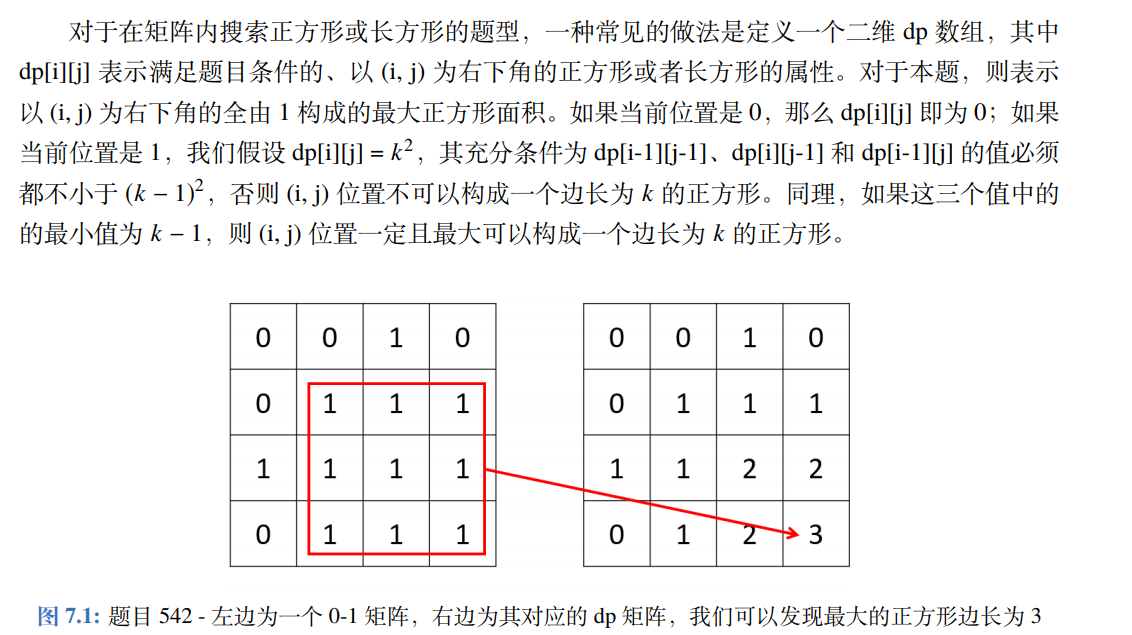 对于在矩阵内搜索正方形或长方形的题型，一种常见的做法是定义一个二维 dp 数组，其中
dp[i][j] 表示满足题目条件的、以 (i, j) 为右下角的正方形或者长方形的属性。对于本题，则表示
以 (i, j) 为右下角的全由 1 构成的最大正方形面积。如果当前位置是 0，那么 dp[i][j] 即为 0；如果
当前位置是 1，我们假设 dp[i][j] = k²，其充分条件为 dp[i-1][j-1]、dp[i][j-1] 和 dp[i-1][j] 的值必须
都不小于 (k − 1)²，否则 (i, j) 位置不可以构成一个边长为 k 的正方形。同理，如果这三个值中的
的最小值为 k − 1，则 (i, j) 位置一定且最大可以构成一个边长为 k 的正方形。
0 0 1 0
0 1 1 1
1 1 1 1
0 1 1 1
0 0 1 0
0 1 1 1
1 1 2 2
0 1 2 3
图 7.1: 题目 542 - 左边为一个 0-1 矩阵，右边为其对应的 dp 矩阵，我们可以发现最大的正方形边长为 3